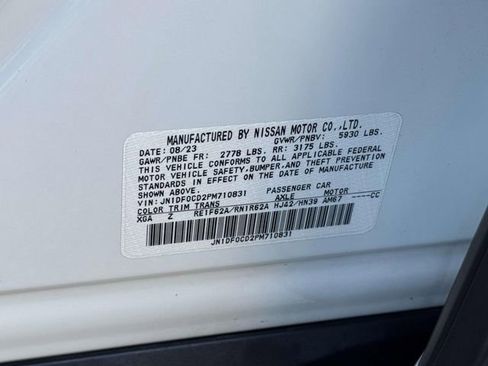 MANUFACTURED BY NISSAN MOTOR CO.,LTD.
DATE: 08/23 GVWR/PNBV: 5930 LBS.
GAWR/PNBE FR: 2778 LBS. RR: 3175 LBS.
THIS VEHICLE CONFORMS TO ALL APPLICABLE FEDERAL
MOTOR VEHICLE SAFETY,BUMPER,AND THEFT PREVENTION
STANDARDS IN EFFECT ON THE DATE OF MANUFACTURE
SHOWN ABOVE.
VIN: JN1DF0CD2PM710831 PASSENGER CAR
COLOR TRIM TRANS AXLE MOTOR
XGA Z RE1F62A/RN1R62A HJ42/HN39 AM67 ----CC
JN1DF0CD2PM710831